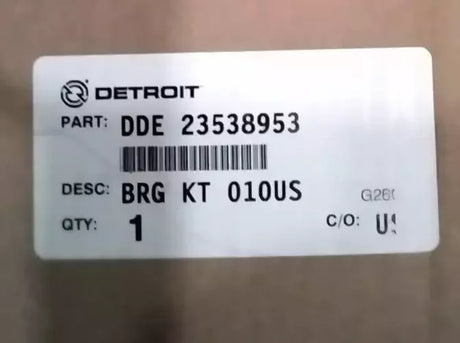 DETROIT
PART: DDE 23538953
DESC: BRG KT 010US
QTY: 1 C/O: